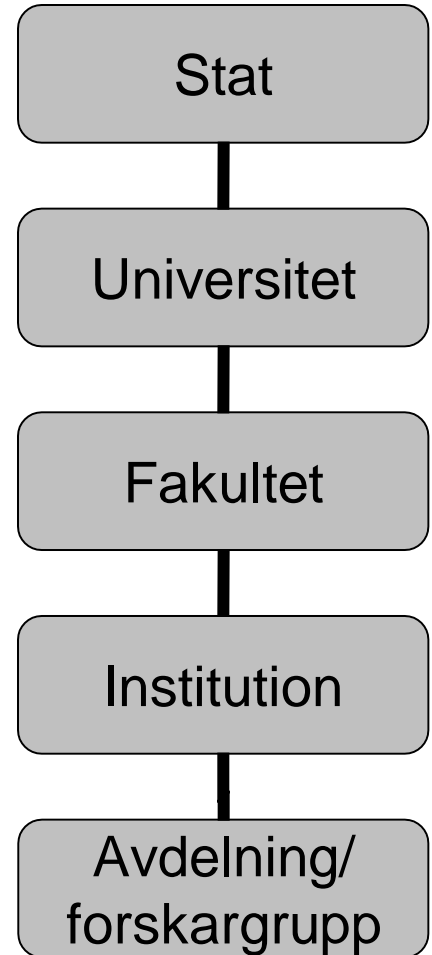 Stat
Universitet
Fakultet
Institution
Avdelning/
forskargrupp